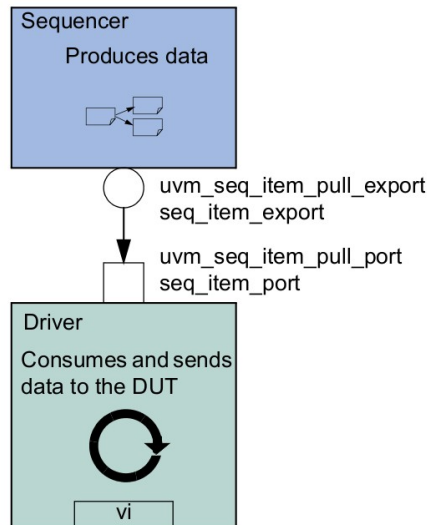 Sequencer
Produces data
uvm_seq_item_pull_export
seq_item_export
uvm_seq_item_pull_port
seq_item_port
Driver
Consumes and sends
data to the DUT
vi